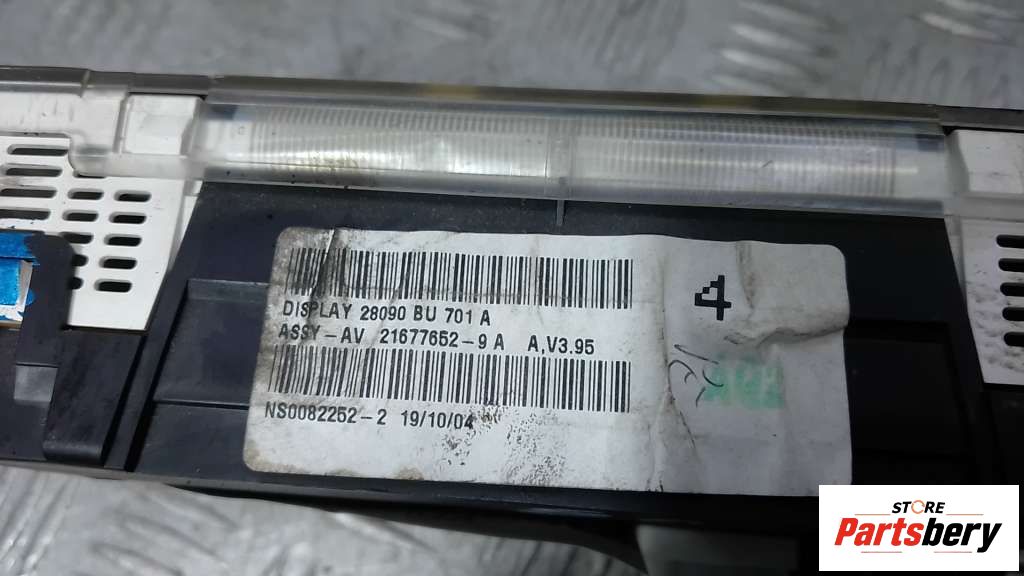 DISPLAY 28090 BU 701 A
ASSY-AV 21677652-9 A A,V3.95
NS0082252-2 19/10/04
4
STORE
Partsbery